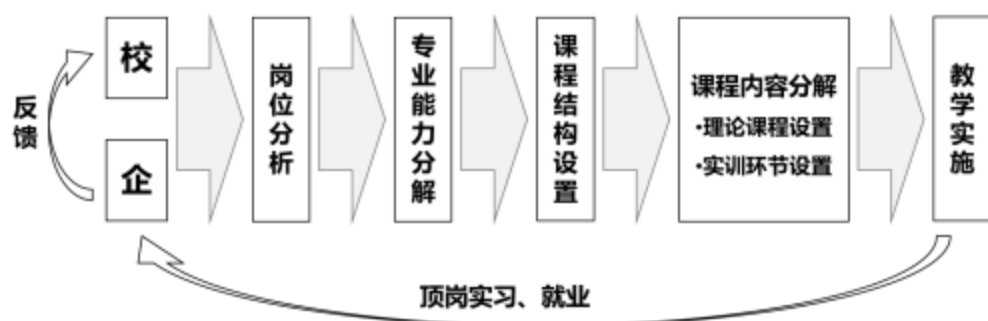 反馈
校
企
岗位分析
专业能力分解
课程结构设置
课程内容分解
·理论课程设置
·实训环节设置
教学实施
顶岗实习、就业